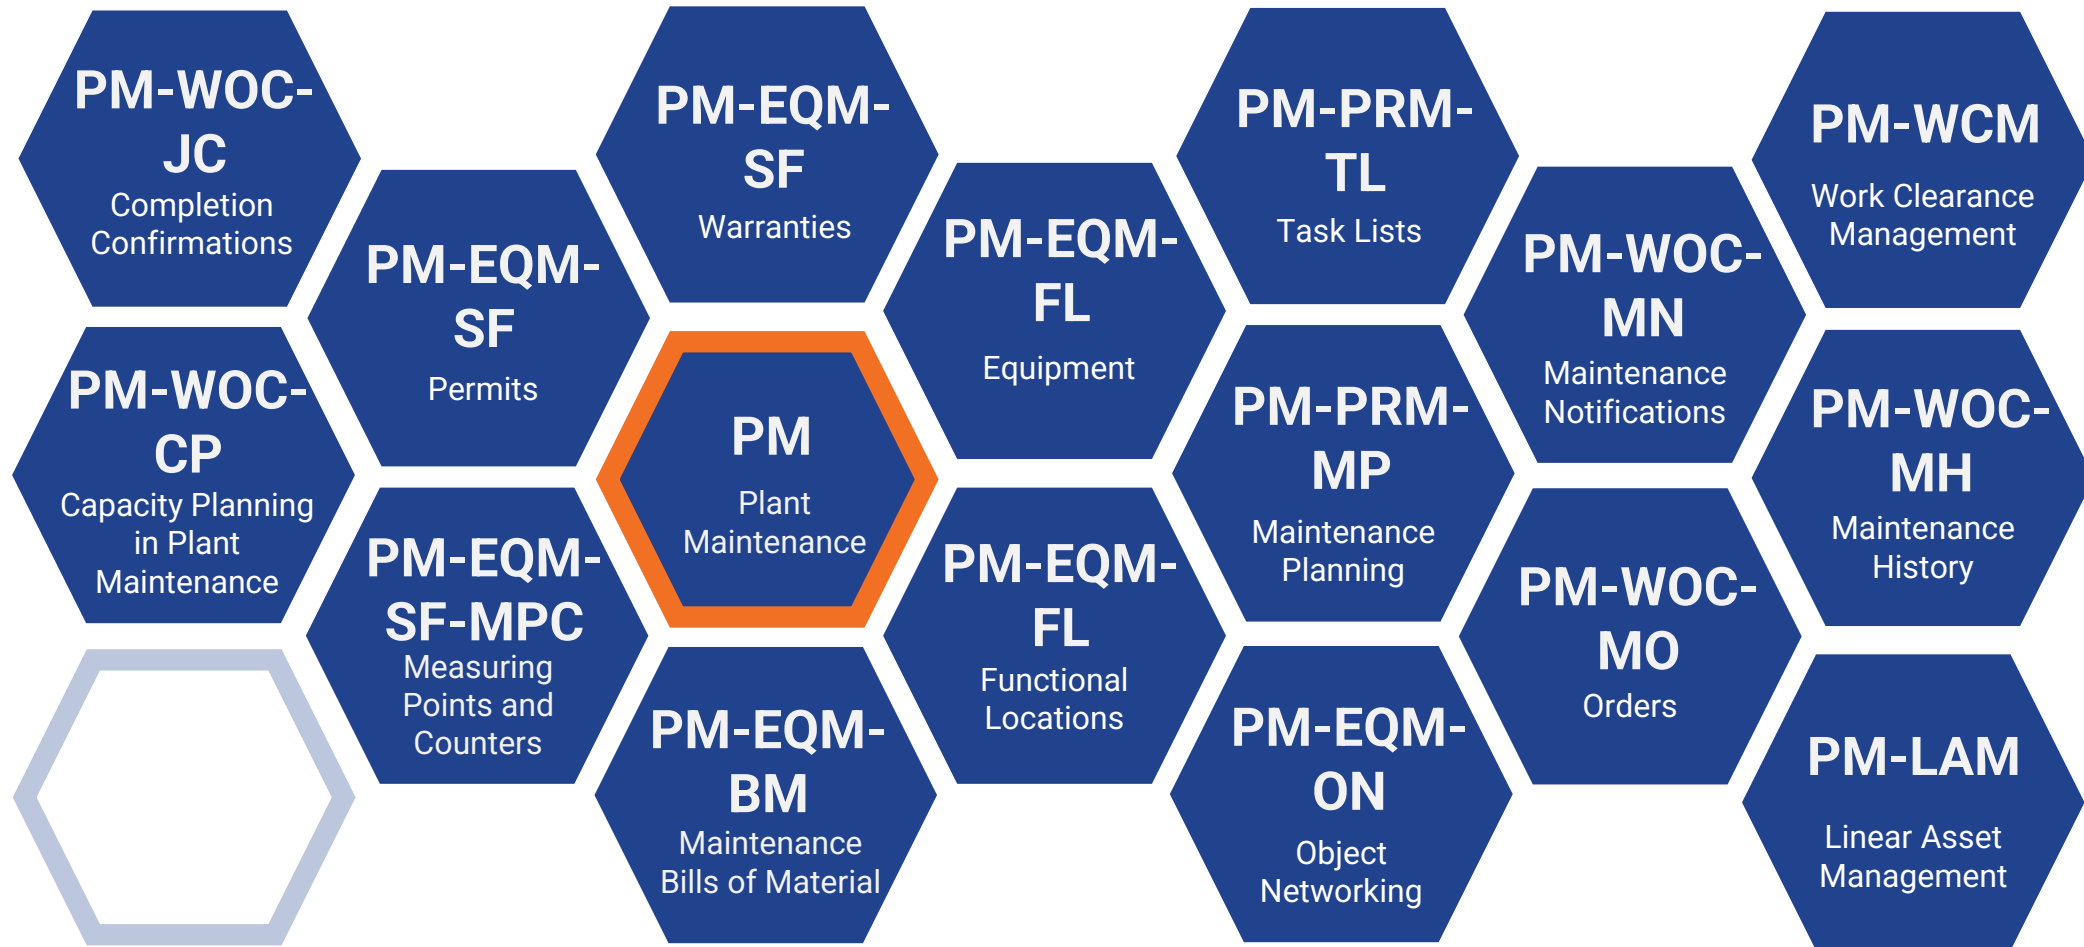 PM-WOC-
JC
Completion
Confirmations
PM-WOC-
CP
Capacity Planning
in Plant
Maintenance
PM-EQM-
SF
Permits
PM-EQM-
SF-MPC
Measuring
Points and
Counters
PM-EQM-
SF
Warranties
PM
Plant
Maintenance
PM-EQM-
BM
Maintenance
Bills of Material
PM-EQM-
FL
Equipment
PM-EQM-
FL
Functional
Locations
PM-PRM-
TL
Task Lists
PM-PRM-
MP
Maintenance
Planning
PM-EQM-
ON
Object
Networking
PM-WOC-
MN
Maintenance
Notifications
PM-WOC-
MO
Orders
PM-WCM
Work Clearance
Management
PM-WOC-
MH
Maintenance
History
PM-LAM
Linear Asset
Management